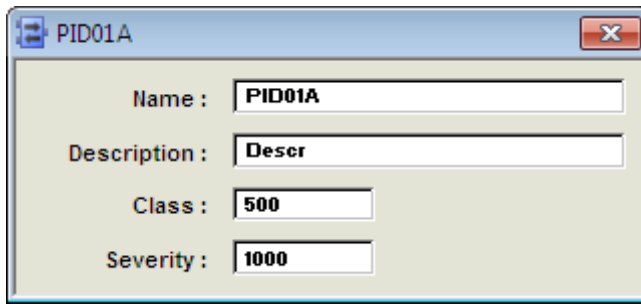 PID01A
Name : PID01A
Description : Descr
Class : 500
Severity : 1000